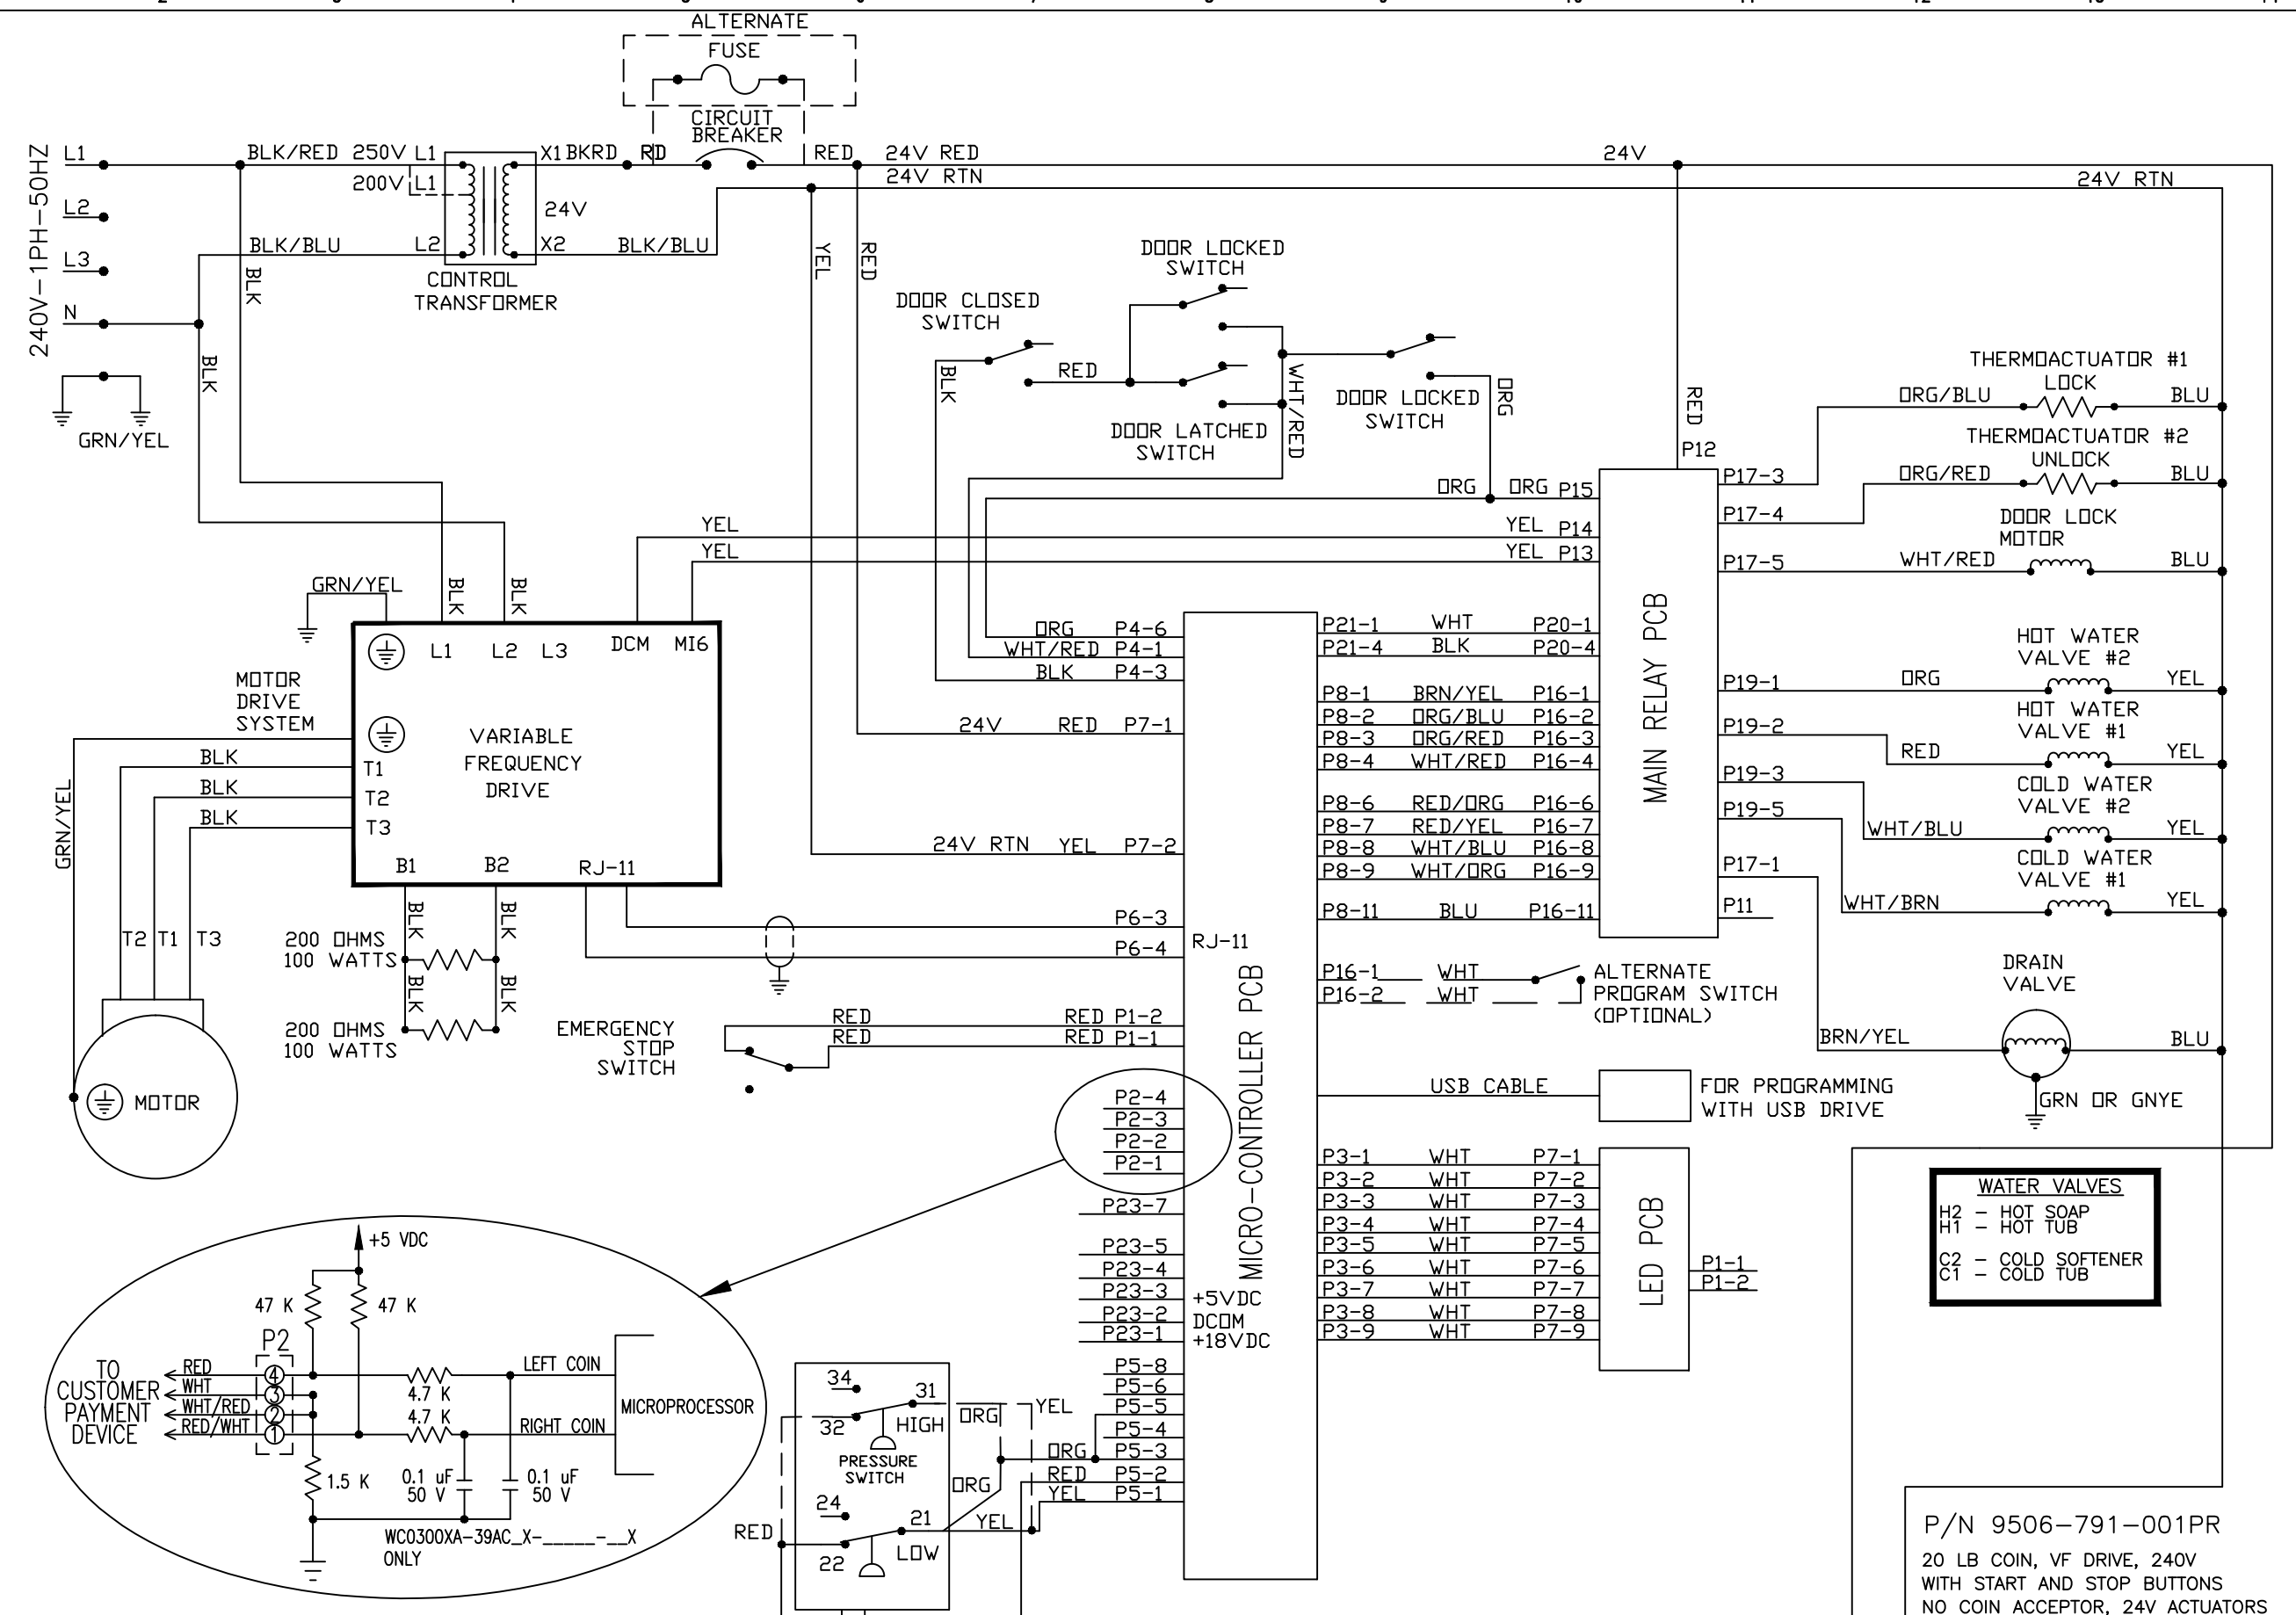 ALTERNATE
FUSE
CIRCUIT
BREAKER
240V-1PH-50HZ
L1
L2
L3
N
GRN/YEL
BLK/RED 250V L1
200V L1
BLK/BLU L2
X1 BKRD RD
24V
X2 BLK/BLU
CONTROL
TRANSFORMER
RED 24V RED
24V RTN
24V
24V RTN
BLK
BLK
YEL
RED
DOOR CLOSED
SWITCH
DOOR LOCKED
SWITCH
BLK
RED
DOOR LATCHED
SWITCH
WHT/RED
DOOR LOCKED
SWITCH
ORG
RED
P12
ORG ORG P15
YEL YEL P14
YEL YEL P13
MAIN RELAY PCB
P17-3 ORG/BLU BLU
THERMOACTUATOR #1
LOCK
P17-4 ORG/RED BLU
THERMOACTUATOR #2
UNLOCK
P17-5 WHT/RED BLU
DOOR LOCK
MOTOR
P19-1 ORG YEL
HOT WATER
VALVE #2
P19-2 RED YEL
HOT WATER
VALVE #1
P19-3 WHT/BLU YEL
COLD WATER
VALVE #2
P19-5 WHT/BRN YEL
COLD WATER
VALVE #1
P17-1 BRN/YEL BLU
DRAIN
VALVE
GRN OR GNYE
P11
GRN/YEL
BLK
BLK
L1 L2 L3 DCM MI6
MOTOR
DRIVE
SYSTEM
VARIABLE
FREQUENCY
DRIVE
BLK T1
BLK T2
BLK T3
B1 B2 RJ-11
GRN/YEL
T2 T1 T3
MOTOR
BLK
BLK
200 OHMS
100 WATTS
BLK
BLK
200 OHMS
100 WATTS
ORG P4-6
WHT/RED P4-1
BLK P4-3
24V RED P7-1
24V RTN YEL P7-2
P6-3
P6-4
RJ-11
EMERGENCY
STOP
SWITCH
RED RED P1-2
RED RED P1-1
P2-4
P2-3
P2-2
P2-1
P23-7
P23-5
P23-4
P23-3 +5VDC
P23-2 DCOM
P23-1 +18VDC
P5-8
P5-6
P5-5
P5-4
ORG P5-3
RED P5-2
YEL P5-1
MICRO-CONTROLLER PCB
P21-1 WHT P20-1
P21-4 BLK P20-4
P8-1 BRN/YEL P16-1
P8-2 ORG/BLU P16-2
P8-3 ORG/RED P16-3
P8-4 WHT/RED P16-4
P8-6 RED/ORG P16-6
P8-7 RED/YEL P16-7
P8-8 WHT/BLU P16-8
P8-9 WHT/ORG P16-9
P8-11 BLU P16-11
P16-1 WHT
P16-2 WHT
ALTERNATE
PROGRAM SWITCH
(OPTIONAL)
USB CABLE
FOR PROGRAMMING
WITH USB DRIVE
P3-1 WHT P7-1
P3-2 WHT P7-2
P3-3 WHT P7-3
P3-4 WHT P7-4
P3-5 WHT P7-5
P3-6 WHT P7-6
P3-7 WHT P7-7
P3-8 WHT P7-8
P3-9 WHT P7-9
LED PCB
P1-1
P1-2
WATER VALVES
H2 - HOT SOAP
H1 - HOT TUB
C2 - COLD SOFTENER
C1 - COLD TUB
+5 VDC
47 K 47 K
P2
TO
CUSTOMER
PAYMENT
DEVICE
RED 4
WHT 3
WHT/RED 2
RED/WHT 1
4.7 K
4.7 K
LEFT COIN
RIGHT COIN
MICROPROCESSOR
1.5 K
0.1 uF
50 V
0.1 uF
50 V
WC0300XA-39AC_X-_____-__X
ONLY
34
31
32
HIGH
PRESSURE
SWITCH
24
21
22
LOW
ORG
YEL
ORG
YEL
RED
P/N 9506-791-001PR
20 LB COIN, VF DRIVE, 240V
WITH START AND STOP BUTTONS
NO COIN ACCEPTOR, 24V ACTUATORS